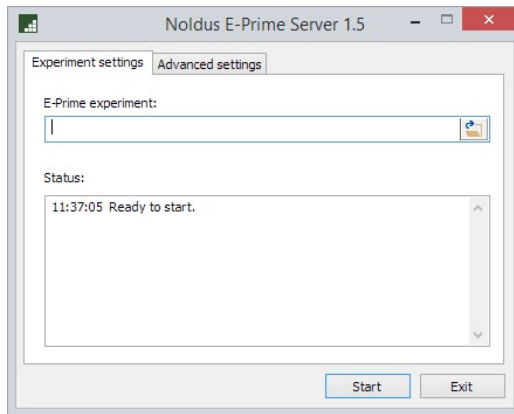 Noldus E-Prime Server 1.5
Experiment settings
Advanced settings
E-Prime experiment:
Status:
11:37:05 Ready to start.
Start
Exit